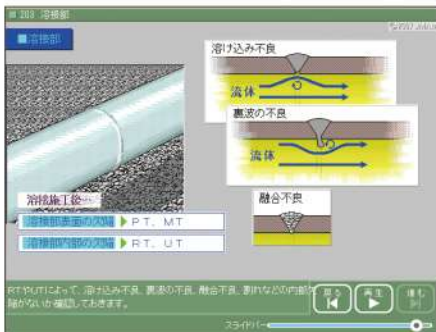 ■ 203 溶接部
■溶接部
溶け込み不良
流体
裏波の不良
流体
融合不良
溶接施工後
溶接部表面の欠陥 ▶ PT、MT
溶接部内部の欠陥 ▶ RT、UT
RTやUTによって、溶け込み不良、裏波の不良、融合不良、割れなどの内部欠
陥がないか確認しておきます。
戻る
再生
進む
スライドバー